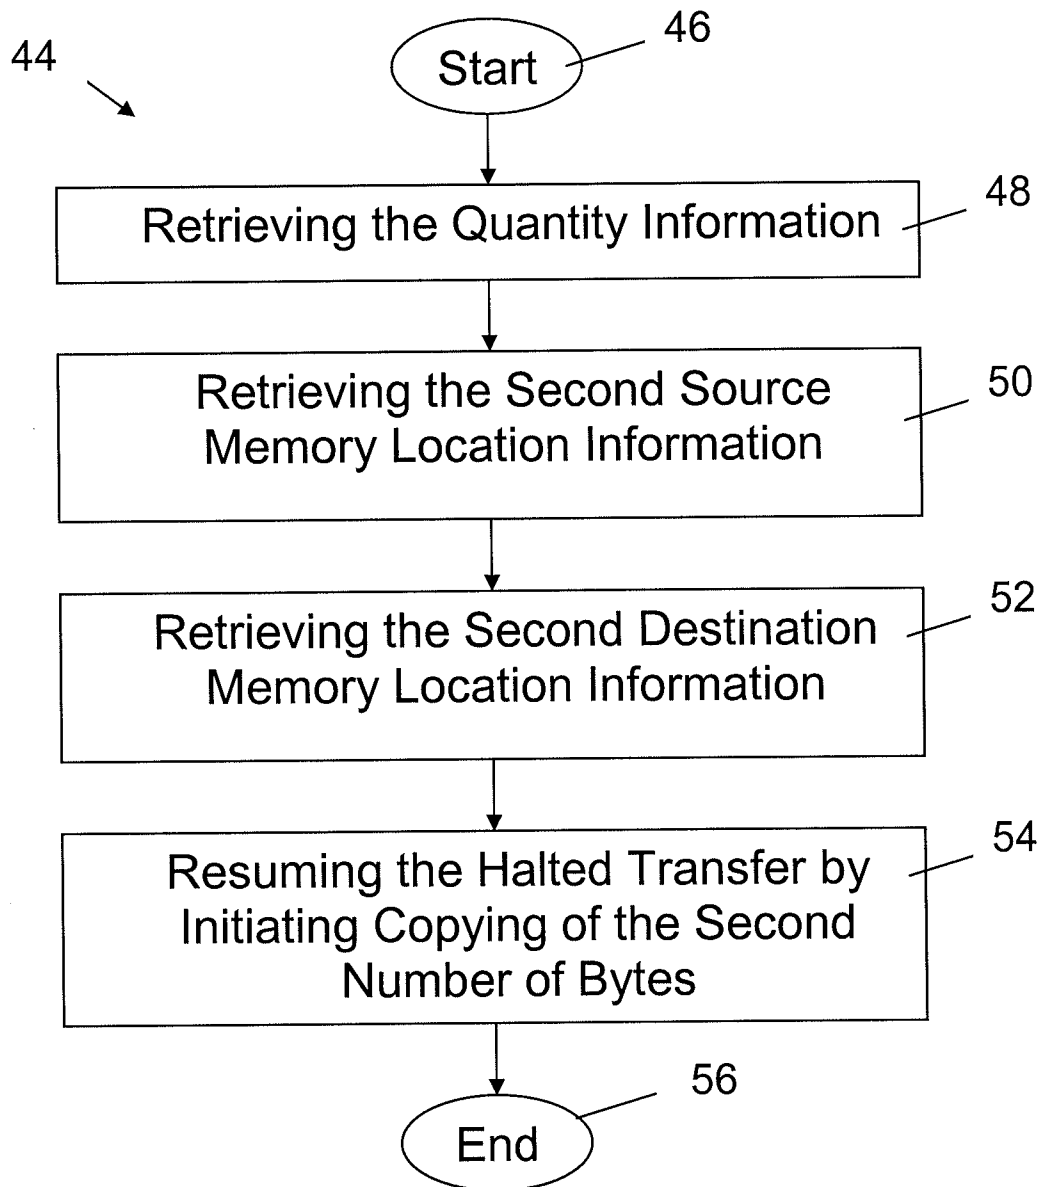 44
Start
46
Retrieving the Quantity Information
48
Retrieving the Second Source
Memory Location Information
50
Retrieving the Second Destination
Memory Location Information
52
Resuming the Halted Transfer by
Initiating Copying of the Second
Number of Bytes
54
End
56